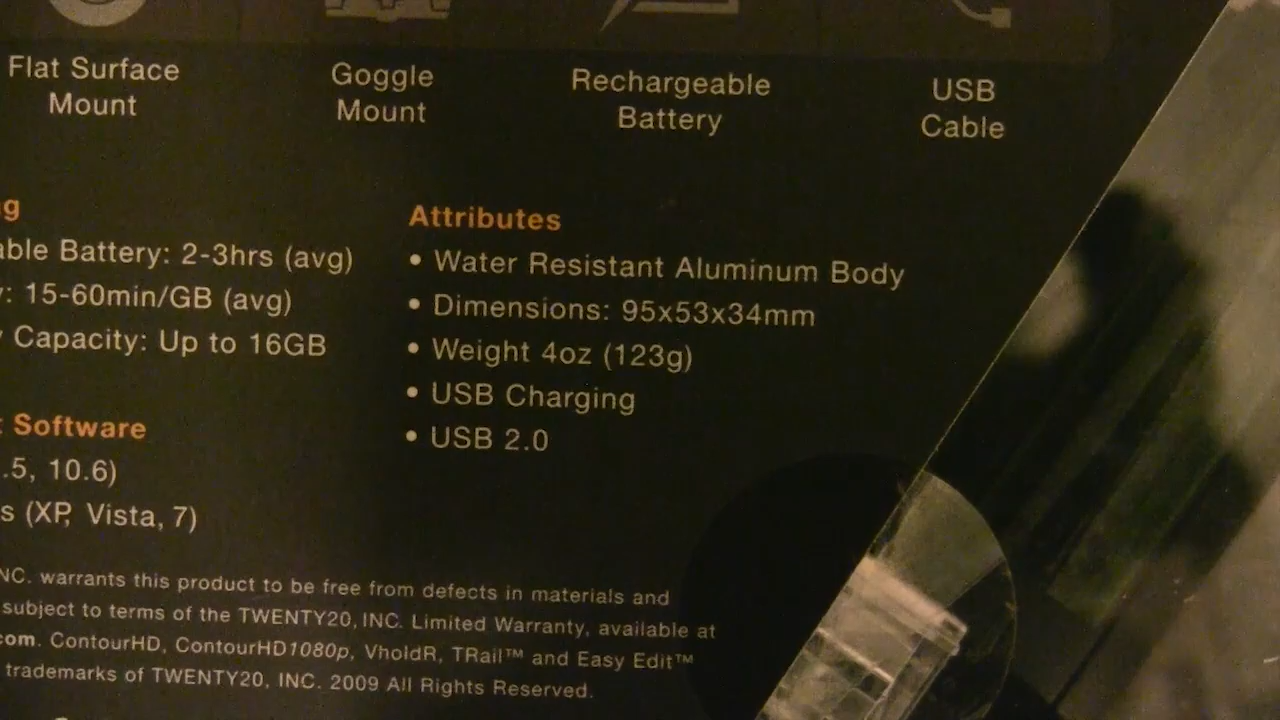 Flat Surface
Mount
Goggle
Mount
Rechargeable
Battery
USB
Cable
g
able Battery: 2-3hrs (avg)
y: 15-60min/GB (avg)
y Capacity: Up to 16GB
Software
.5, 10.6)
s (XP, Vista, 7)
Attributes
• Water Resistant Aluminum Body
• Dimensions: 95x53x34mm
• Weight 4oz (123g)
• USB Charging
• USB 2.0
NC. warrants this product to be free from defects in materials and
subject to terms of the TWENTY20, INC. Limited Warranty, available at
com. ContourHD, ContourHD1080p, VholdR, TRail™ and Easy Edit™
trademarks of TWENTY20, INC. 2009 All Rights Reserved.